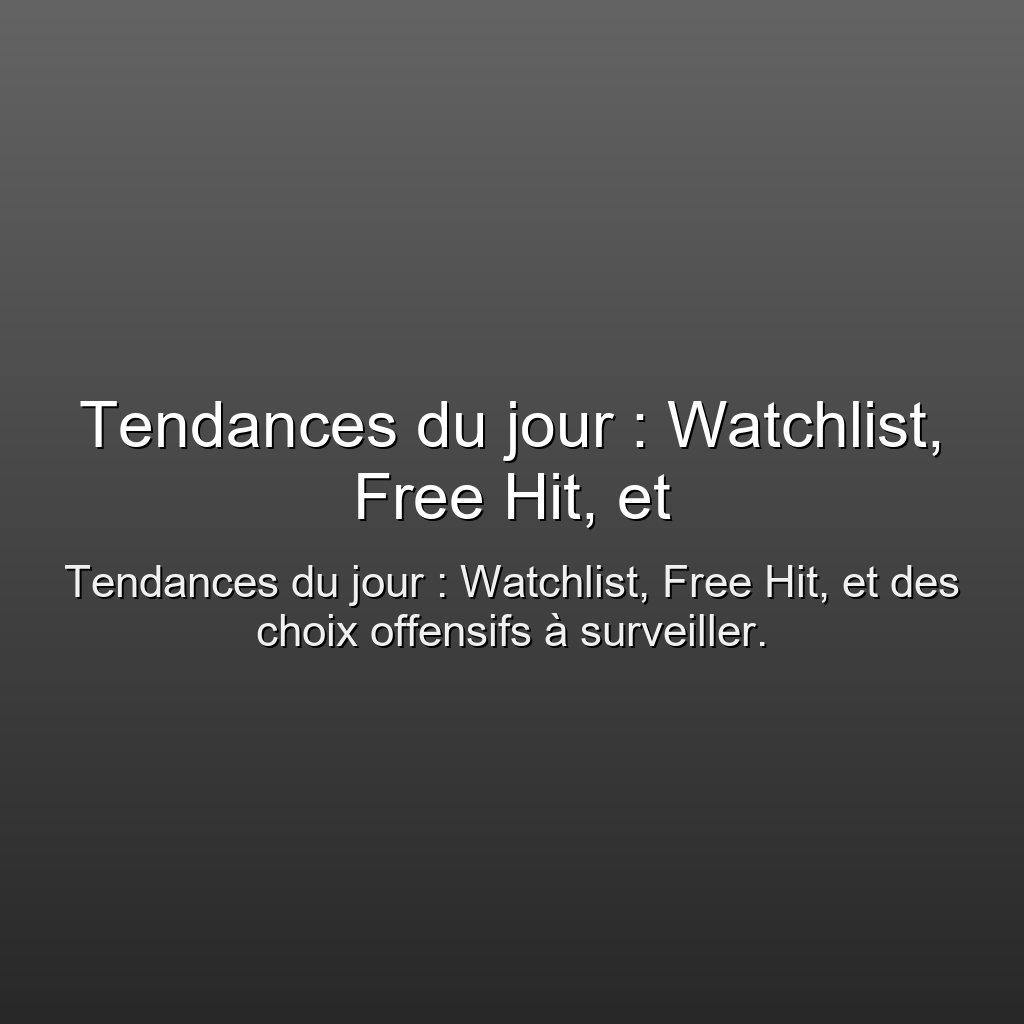 Tendances du jour : Watchlist,
Free Hit, et
Tendances du jour : Watchlist, Free Hit, et des
choix offensifs à surveiller.